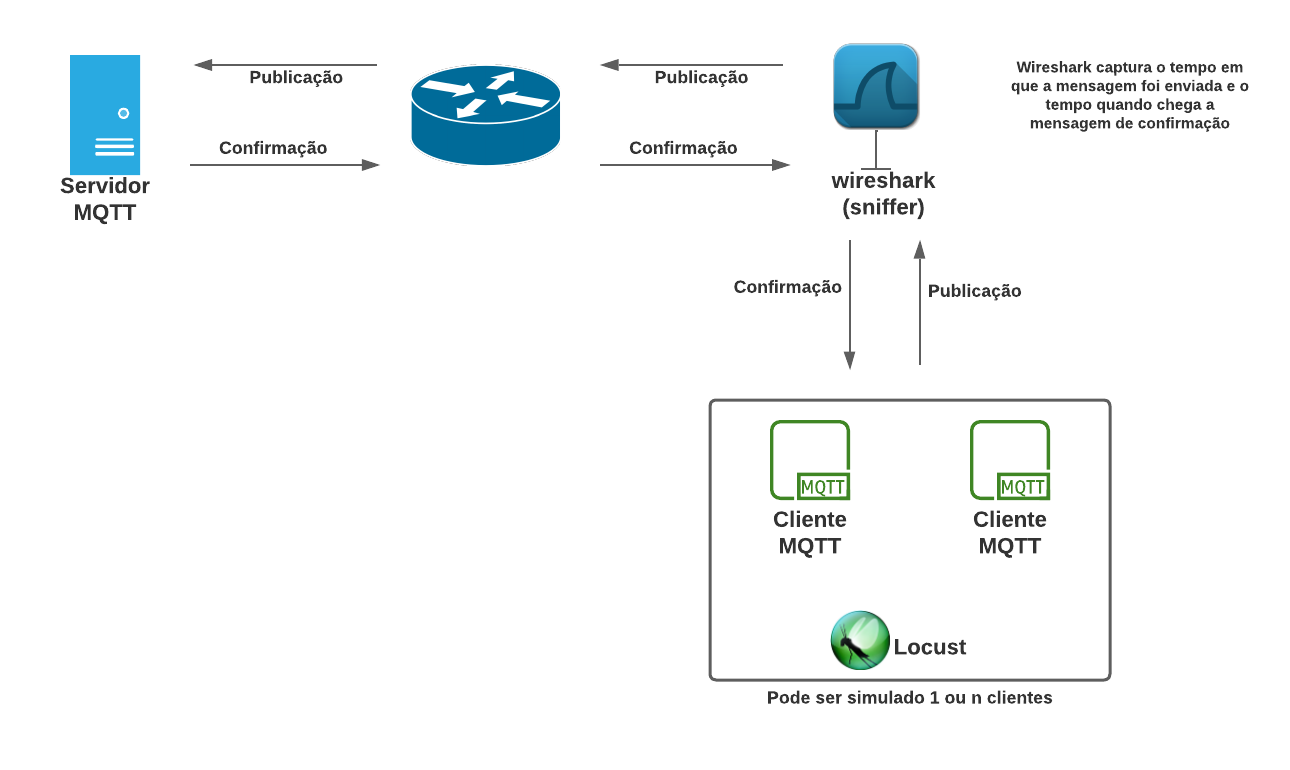 Publicação
Publicação
Wireshark captura o tempo em
que a mensagem foi enviada e o
tempo quando chega a
mensagem de confirmação
Confirmação
Confirmação
Servidor
MQTT
wireshark
(sniffer)
Confirmação
Publicação
MQTT
MQTT
Cliente
MQTT
Cliente
MQTT
Locust
Pode ser simulado 1 ou n clientes